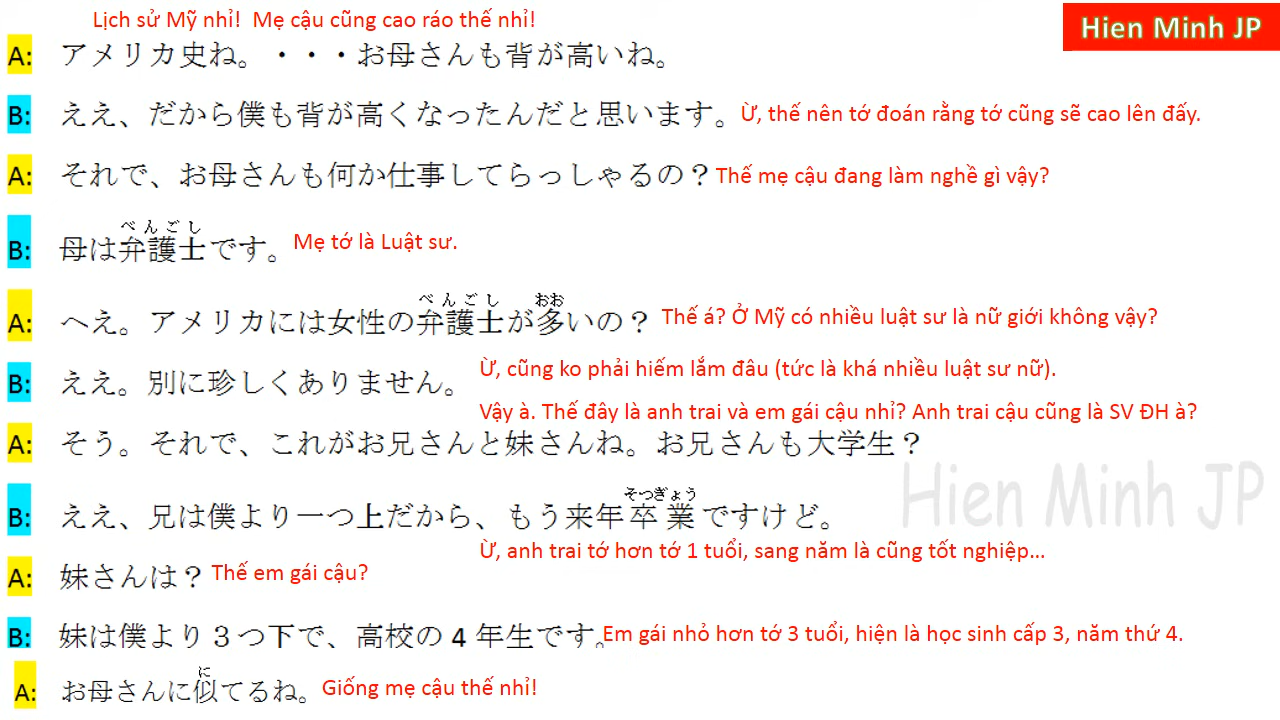 Lịch sử Mỹ nhỉ! Mẹ cậu cũng cao ráo thế nhỉ!
Hien Minh JP
A: アメリカ史ね。・・・お母さんも背が高いね。
B: ええ、だから僕も背が高くなったんだと思います。Ừ, thế nên tớ đoán rằng tớ cũng sẽ cao lên đấy.
A: それで、お母さんも何か仕事してらっしゃるの？Thế mẹ cậu đang làm nghề gì vậy?
べんごし
B: 母は弁護士です。Mẹ tớ là Luật sư.
べんごし おお
A: へえ。アメリカには女性の弁護士が多いの？ Thế á? Ở Mỹ có nhiều luật sư là nữ giới không vậy?
Ừ, cũng ko phải hiếm lắm đâu (tức là khá nhiều luật sư nữ).
B: ええ。別に珍しくありません。
Vậy à. Thế đây là anh trai và em gái cậu nhỉ? Anh trai cậu cũng là SV ĐH à?
A: そう。それで、これがお兄さんと妹さんね。お兄さんも大学生？
Hien Minh JP
そつぎょう
B: ええ、兄は僕より一つ上だから、もう来年卒業ですけど。
Ừ, anh trai tớ hơn tớ 1 tuổi, sang năm là cũng tốt nghiệp...
A: 妹さんは？Thế em gái cậu?
B: 妹は僕より３つ下で、高校の 4 年生です。Em gái nhỏ hơn tớ 3 tuổi, hiện là học sinh cấp 3, năm thứ 4.
に
A: お母さんに似てるね。Giống mẹ cậu thế nhỉ!